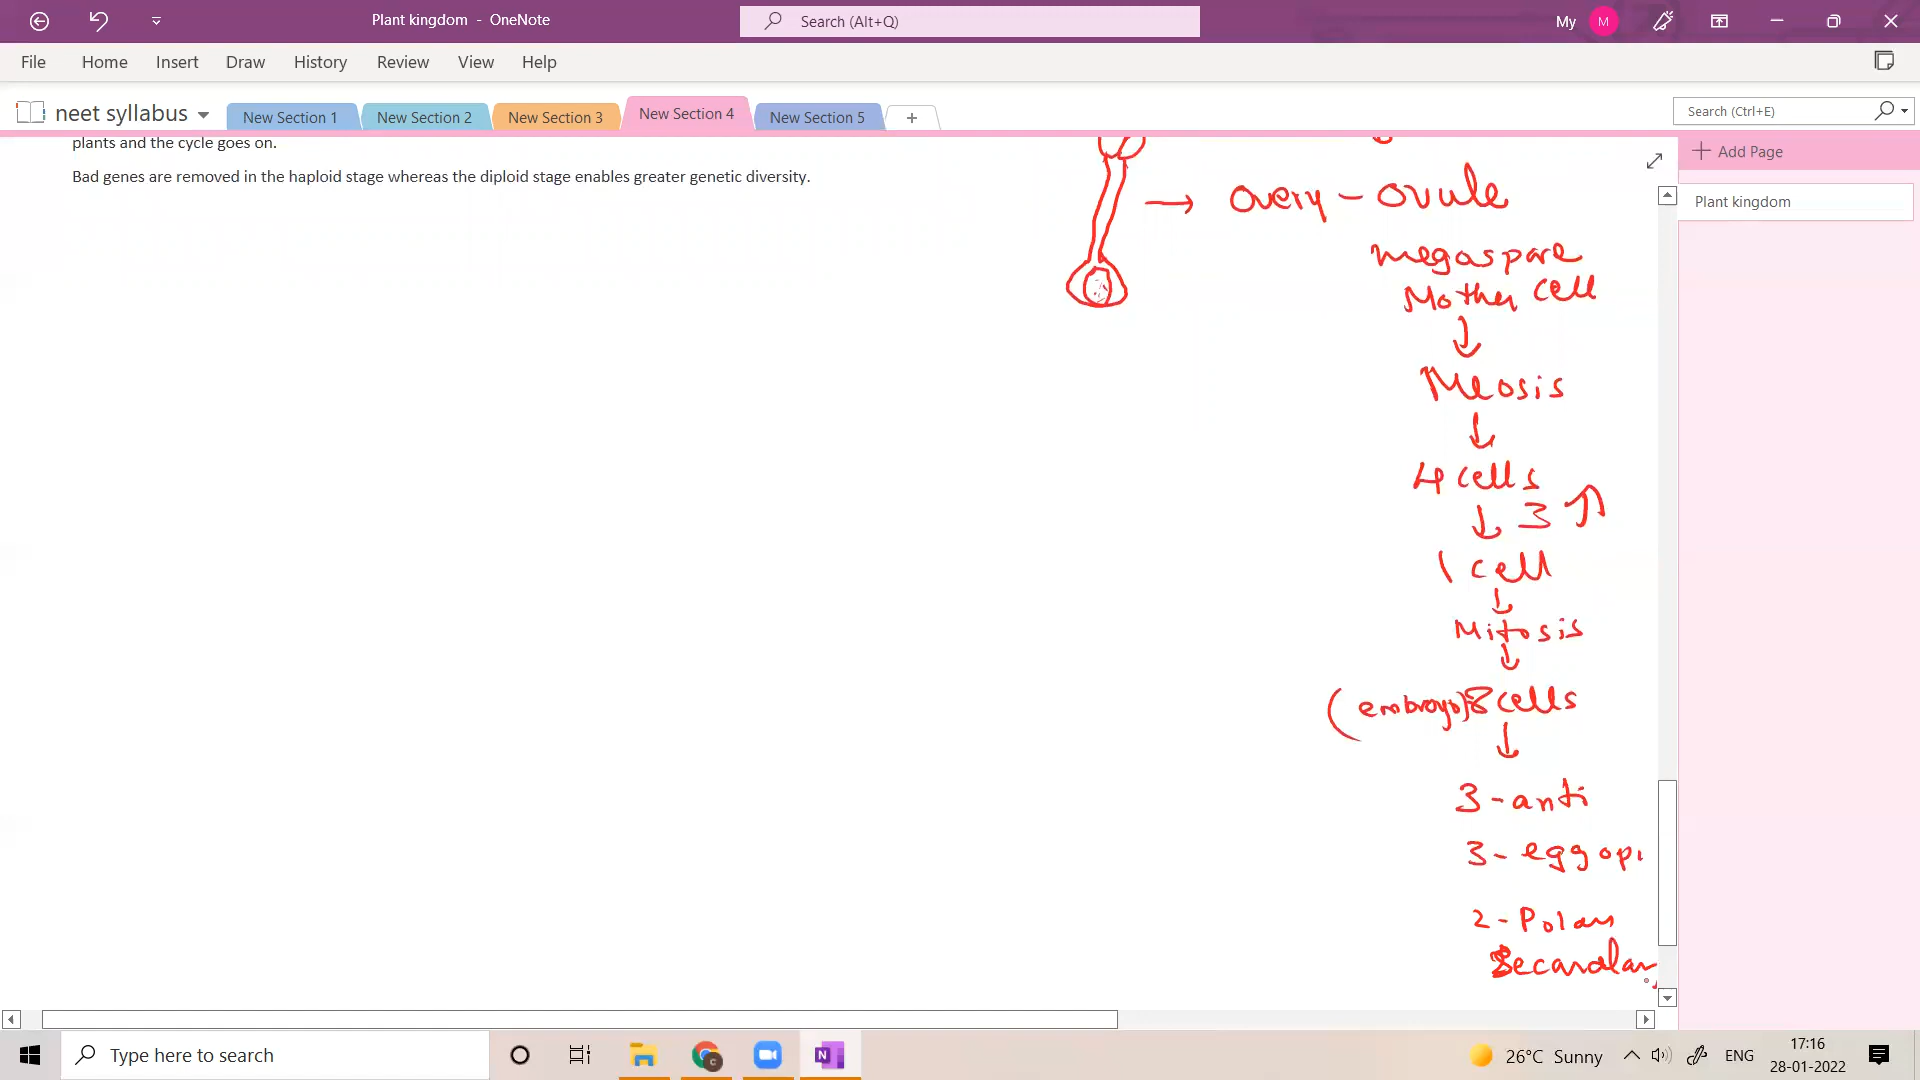 Plant kingdom - OneNote
Search (Alt+Q)
My M
File Home Insert Draw History Review View Help
neet syllabus
New Section 1 New Section 2 New Section 3 New Section 4 New Section 5 +
Search (Ctrl+E)
Add Page
Plant kingdom
plants and the cycle goes on.
Bad genes are removed in the haploid stage whereas the diploid stage enables greater genetic diversity.
→ overy - ovule
megaspore
Mother cell
↓
Meosis
↓
4 cells
↓ 3 ↑
1 cell
↓
Mitosis
↓
8 cells
↓
3 - anti
3 - egg
2 - Polar
Type here to search
26°C Sunny
ENG
17:16
28-01-2022